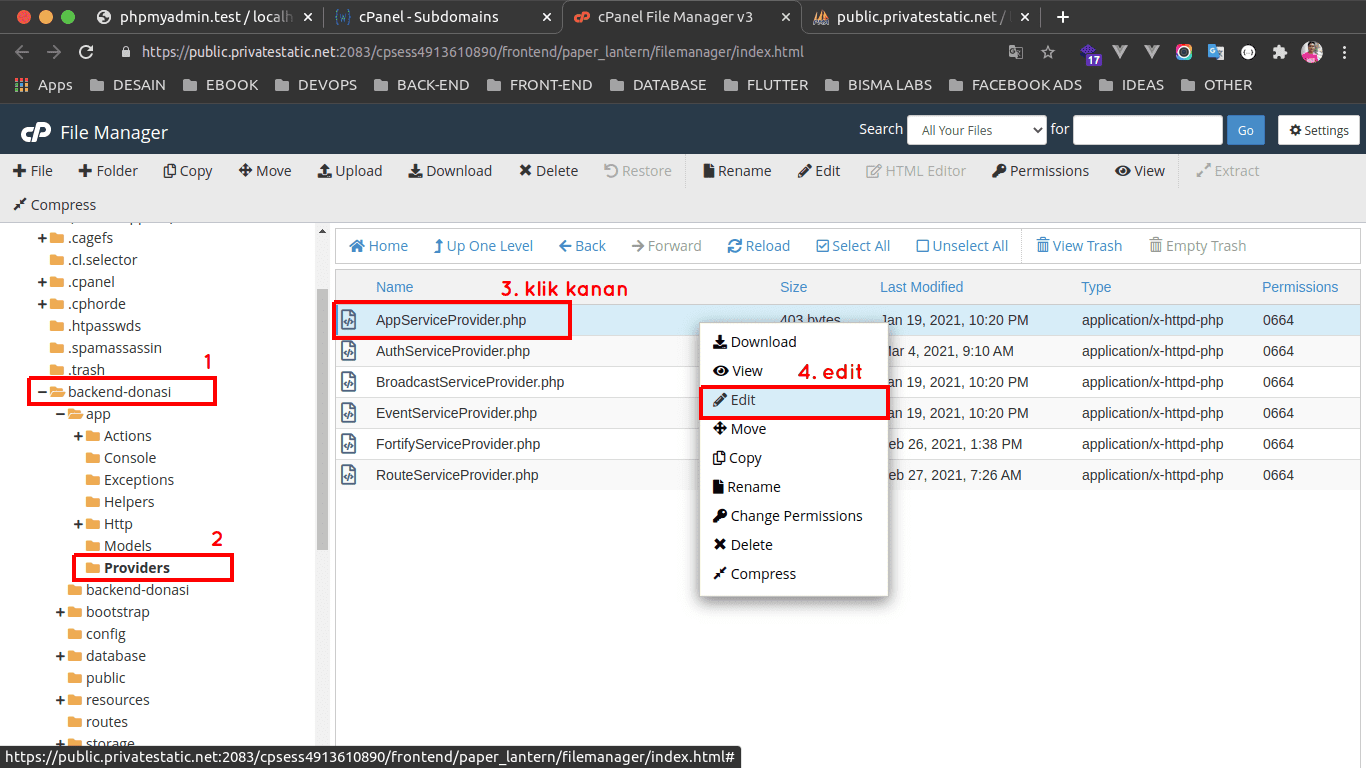 phpmyadmin.test / localh
cPanel - Subdomains
cPanel File Manager v3
public.privatestatic.net /
https://public.privatestatic.net:2083/cpsess4913610890/frontend/paper_lantern/filemanager/index.html
17
Apps DESAIN EBOOK DEVOPS BACK-END FRONT-END DATABASE FLUTTER BISMA LABS FACEBOOK ADS IDEAS OTHER
cP File Manager
Search All Your Files for Go Settings
File Folder Copy Move Upload Download Delete Restore Rename Edit HTML Editor Permissions View Extract
Compress
.cagefs
.cl.selector
.cpanel
.cphorde
.htpasswds
.spamassassin
.trash
1
backend-donasi
app
Actions
Console
Exceptions
Helpers
Http
Models
2
Providers
backend-donasi
bootstrap
config
database
public
resources
routes
storage
Home Up One Level Back Forward Reload Select All Unselect All View Trash Empty Trash
Name Size Last Modified Type Permissions
3. klik kanan
AppServiceProvider.php 403 bytes Jan 19, 2021, 10:20 PM application/x-httpd-php 0664
AuthServiceProvider.php Mar 4, 2021, 9:10 AM application/x-httpd-php 0664
BroadcastServiceProvider.php an 19, 2021, 10:20 PM application/x-httpd-php 0664
EventServiceProvider.php an 19, 2021, 10:20 PM application/x-httpd-php 0664
FortifyServiceProvider.php eb 26, 2021, 1:38 PM application/x-httpd-php 0664
RouteServiceProvider.php eb 27, 2021, 7:26 AM application/x-httpd-php 0664
Download
View
4. edit
Edit
Move
Copy
Rename
Change Permissions
Delete
Compress
https://public.privatestatic.net:2083/cpsess4913610890/frontend/paper_lantern/filemanager/index.html#